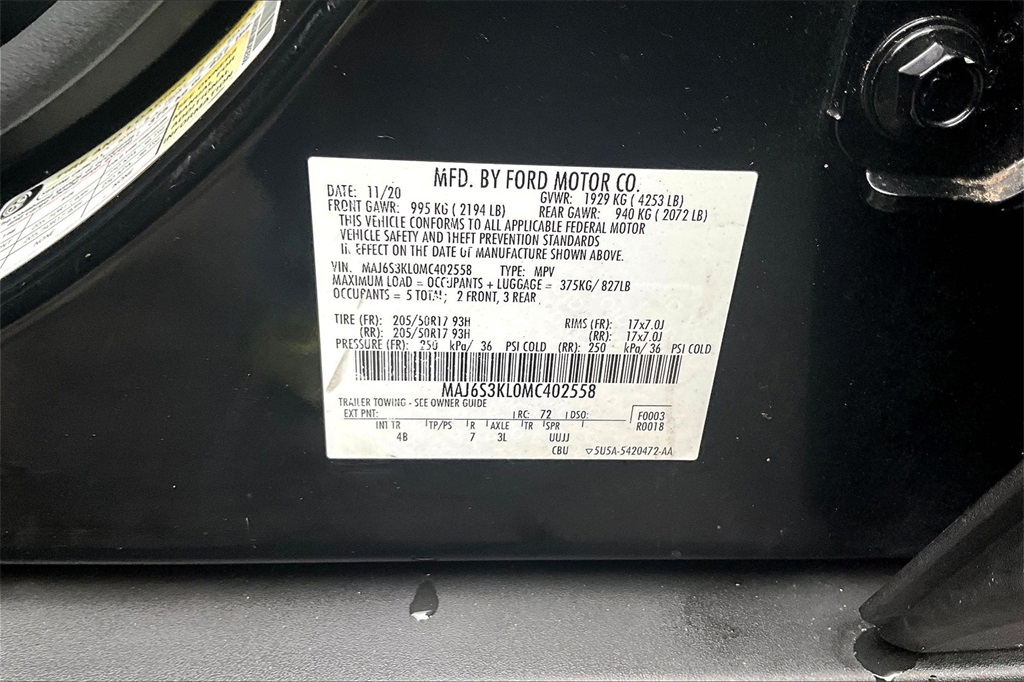 MFD. BY FORD MOTOR CO.
DATE: 11/20 GVWR: 1929 KG ( 4253 LB)
FRONT GAWR: 995 KG ( 2194 LB) REAR GAWR: 940 KG ( 2072 LB)
THIS VEHICLE CONFORMS TO ALL APPLICABLE FEDERAL MOTOR
VEHICLE SAFETY AND THEFT PREVENTION STANDARDS
IN EFFECT ON THE DATE OF MANUFACTURE SHOWN ABOVE.
VIN: MAJ6S3KL0MC402558 TYPE: MPV
MAXIMUM LOAD = OCCUPANTS + LUGGAGE = 375KG/ 827LB
OCCUPANTS = 5 TOTAL; 2 FRONT, 3 REAR
TIRE (FR): 205/50R17 93H RIMS (FR): 17x7.0J
(RR): 205/50R17 93H (RR): 17x7.0J
PRESSURE (FR): 250 kPa/ 36 PSI COLD (RR): 250 kPa/ 36 PSI COLD
MAJ6S3KL0MC402558
TRAILER TOWING - SEE OWNER GUIDE
EXT PNT: RC: 72 DSO: F0003
R0018
INT TR TP/PS R AXLE TR SPR
4B 7 3L UUJJ
CBU 5U5A-5420472-AA